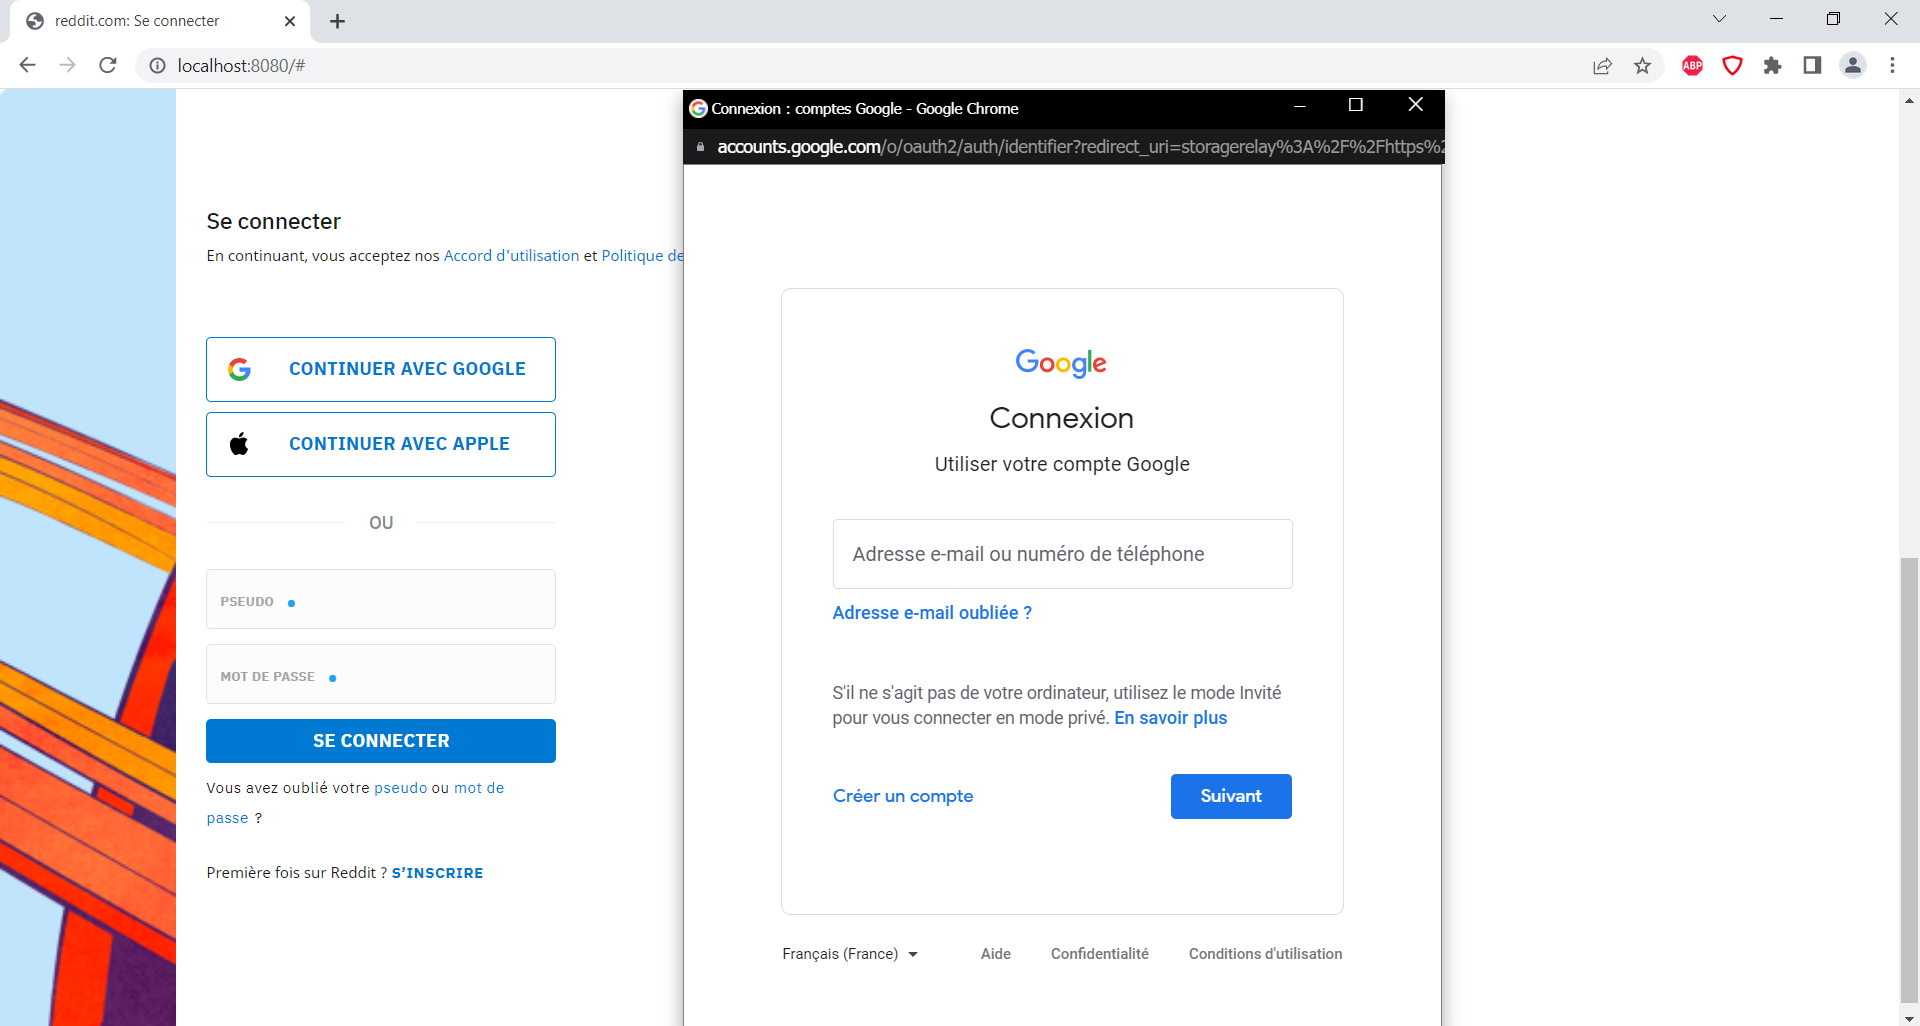 reddit.com: Se connecter
localhost:8080/#
ABP
Se connecter
En continuant, vous acceptez nos Accord d'utilisation et Politique de
CONTINUER AVEC GOOGLE
CONTINUER AVEC APPLE
OU
PSEUDO
MOT DE PASSE
SE CONNECTER
Vous avez oublié votre pseudo ou mot de
passe ?
Première fois sur Reddit ? S’INSCRIRE
Connexion : comptes Google - Google Chrome
accounts.google.com/o/oauth2/auth/identifier?redirect_uri=storagerelay%3A%2F%2Fhttps%2
Google
Connexion
Utiliser votre compte Google
Adresse e-mail ou numéro de téléphone
Adresse e-mail oubliée ?
S'il ne s'agit pas de votre ordinateur, utilisez le mode Invité
pour vous connecter en mode privé. En savoir plus
Créer un compte
Suivant
Français (France)
Aide
Confidentialité
Conditions d'utilisation